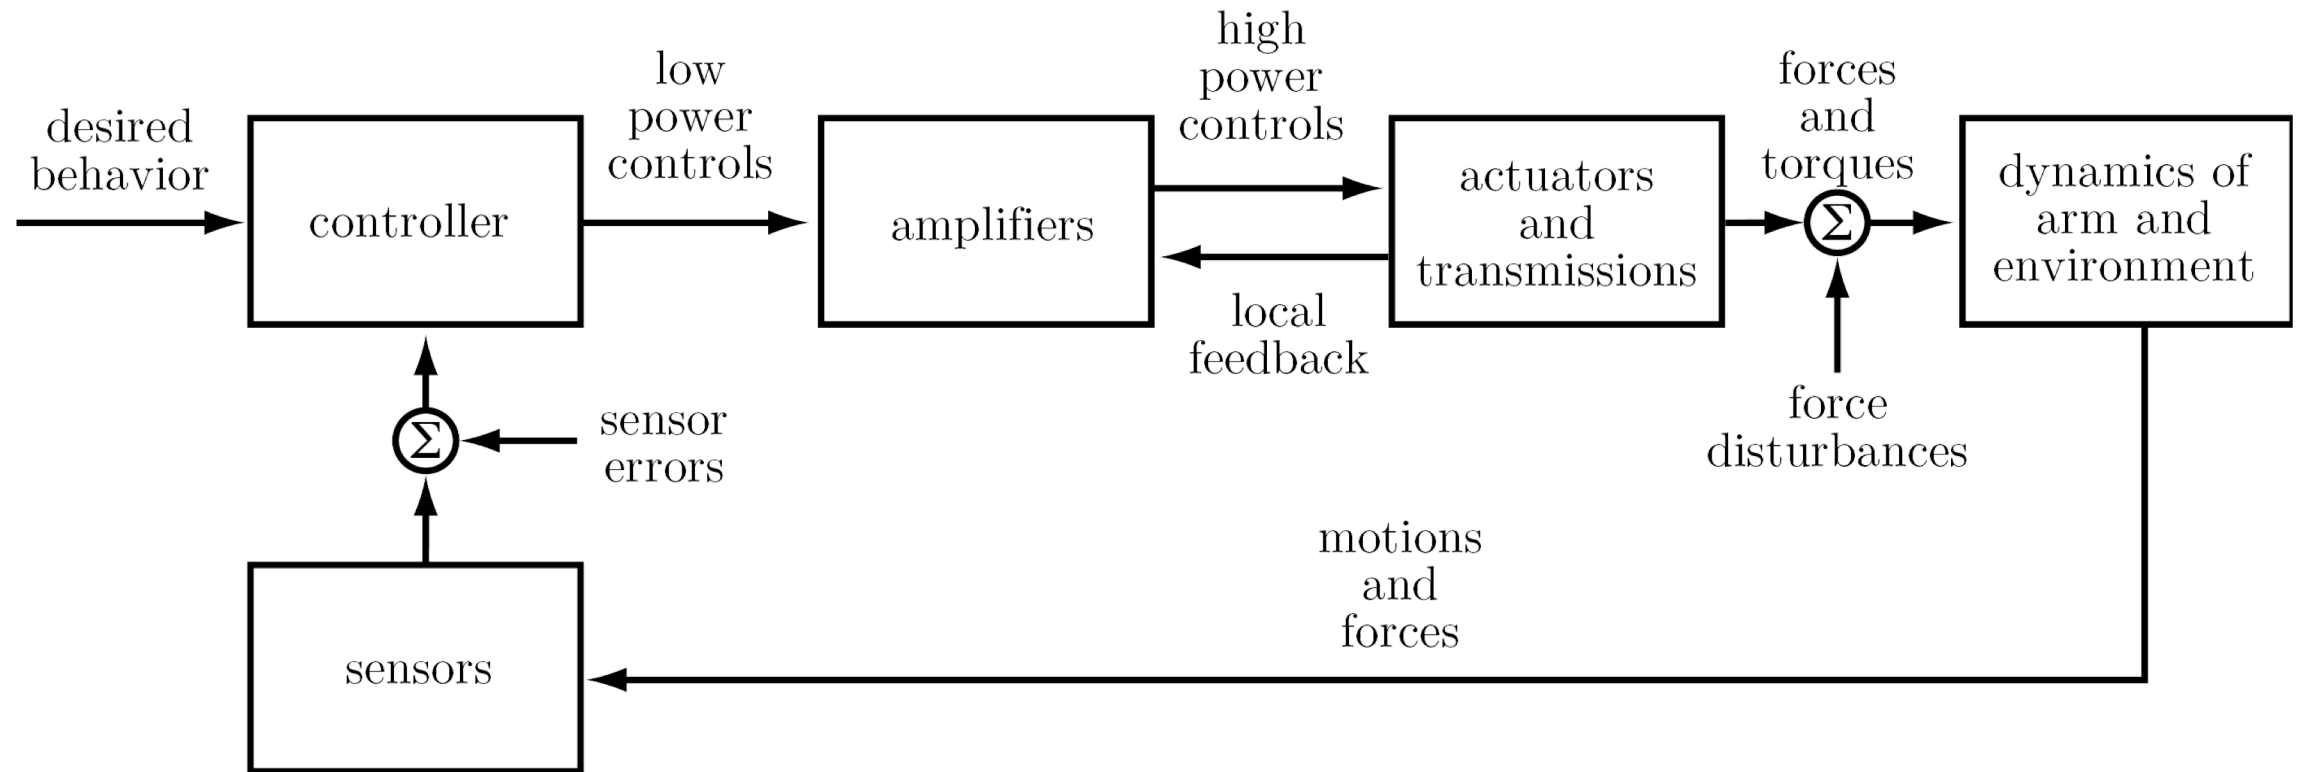 desired
behavior
controller
low
power
controls
amplifiers
high
power
controls
local
feedback
actuators
and
transmissions
forces
and
torques
Σ
force
disturbances
dynamics of
arm and
environment
Σ
sensor
errors
motions
and
forces
sensors